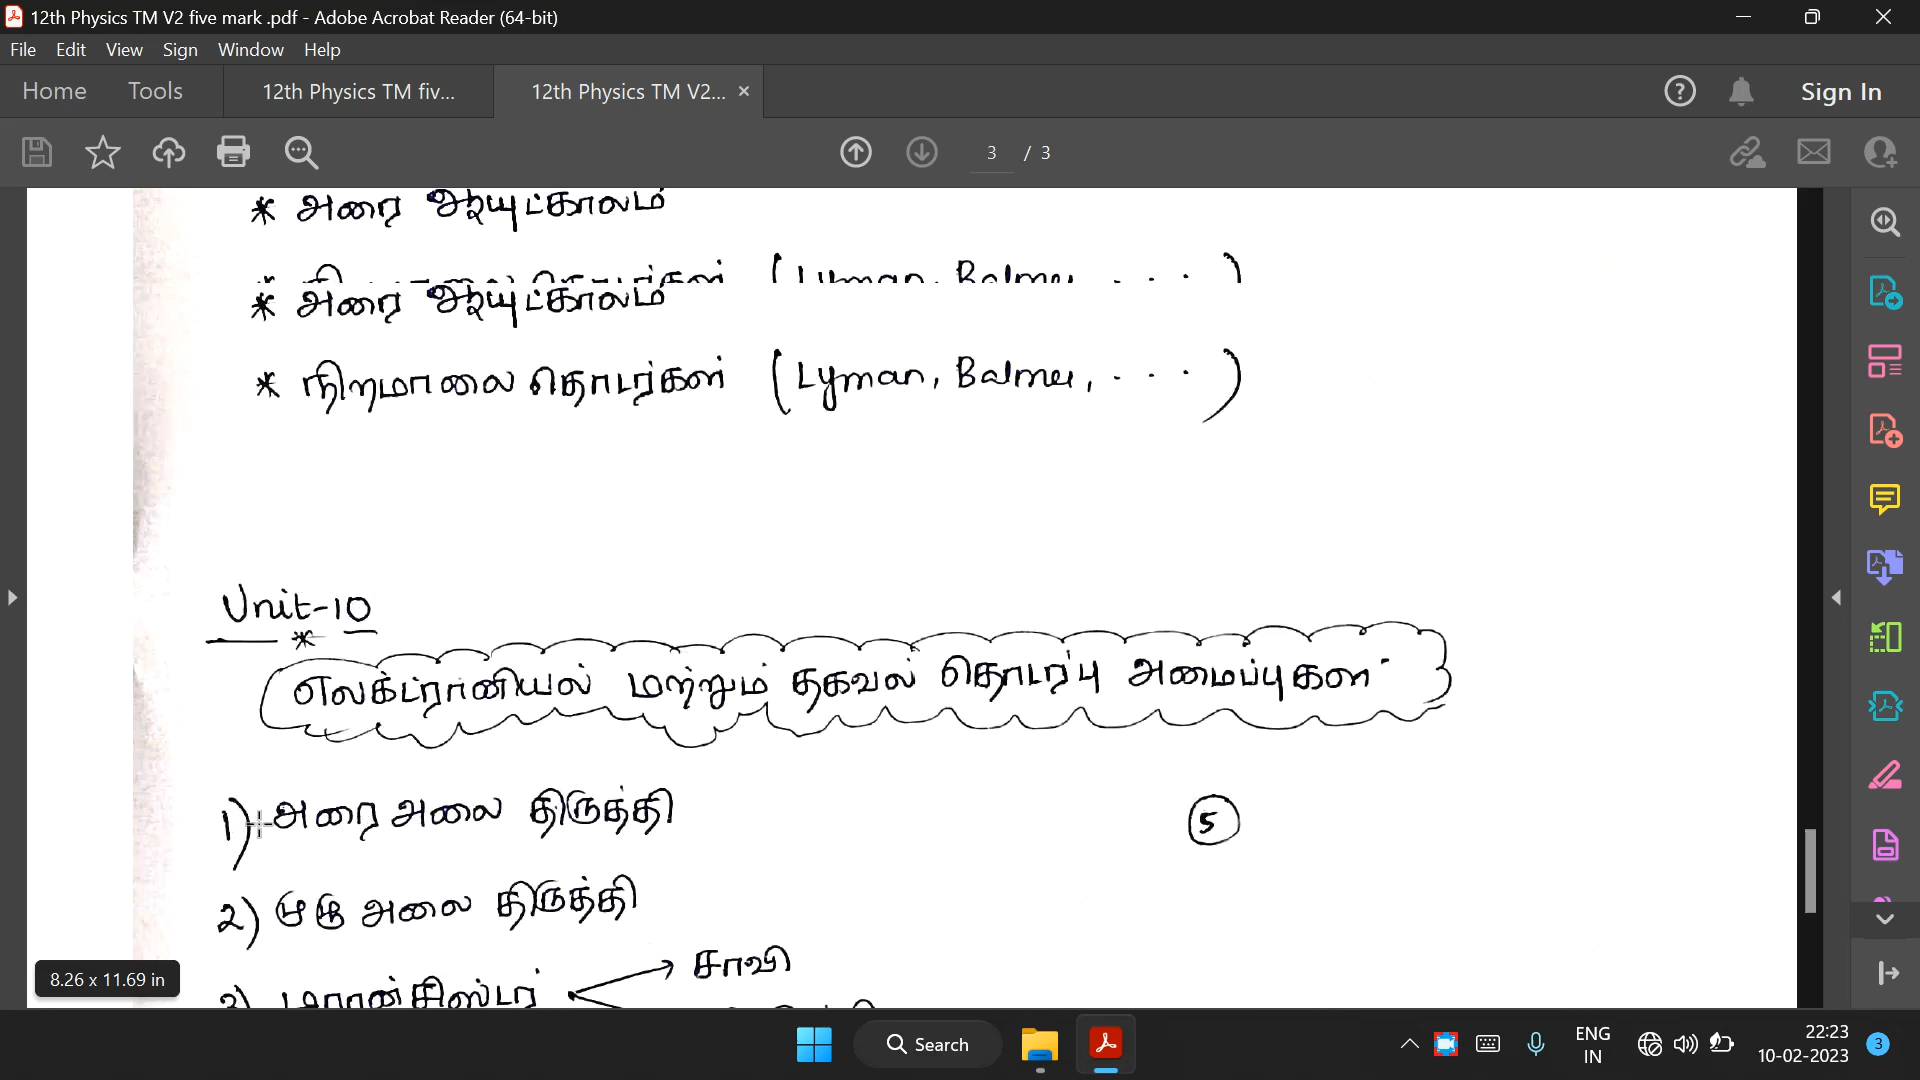 12th Physics TM V2 five mark .pdf - Adobe Acrobat Reader (64-bit)
File Edit View Sign Window Help
Home Tools 12th Physics TM fiv... 12th Physics TM V2... × Sign In
3 / 3
* அரை ஆயுட்காலம்
* அரை ஆயுட்காலம்
* நிறமாலை தொடர்கள் (Lyman, Balmer, . . . )
Unit-10
எலக்ட்ரானியல் மற்றும் தகவல் தொடர்பு அமைப்புகள்
1) அரை அலை திருத்தி 5
2) முழு அலை திருத்தி
சாவி
3) டிரான்சிஸ்டர்
8.26 x 11.69 in
Search
ENG
IN
22:23
10-02-2023
3